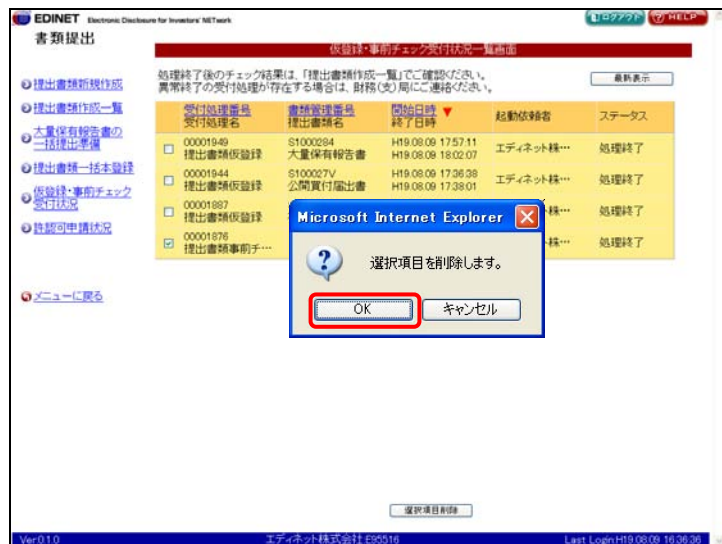 EDINET Electronic Disclosure for Investors' NETwork
ログアウト
HELP
書類提出
仮登録・事前チェック受付状況一覧画面
処理終了後のチェック結果は、「提出書類作成一覧」でご確認ください。
異常終了の受付処理が存在する場合は、財務(支)局にご連絡ください。
最新表示
提出書類新規作成
提出書類作成一覧
大量保有報告書の
一括提出準備
提出書類一括本登録
仮登録・事前チェック
受付状況
許認可申請状況
メニューに戻る
受付処理番号 書類管理番号 開始日時 ▼ 起動依頼者 ステータス
受付処理名 提出書類名 終了日時
00001949 S1000284 H19.08.09 17:57:11 エディネット株… 処理終了
提出書類仮登録 大量保有報告書 H19.08.09 18:02:07
00001944 S100027V H19.08.09 17:36:38 エディネット株… 処理終了
提出書類仮登録 公開買付届出書 H19.08.09 17:38:01
00001887 株… 処理終了
提出書類仮登録
00001876 株… 処理終了
提出書類事前チ…
Microsoft Internet Explorer
選択項目を削除します。
OK キャンセル
選択項目削除
Ver.0.1.0 エディネット株式会社 E95516 Last Login:H19.08.09 16:36:36